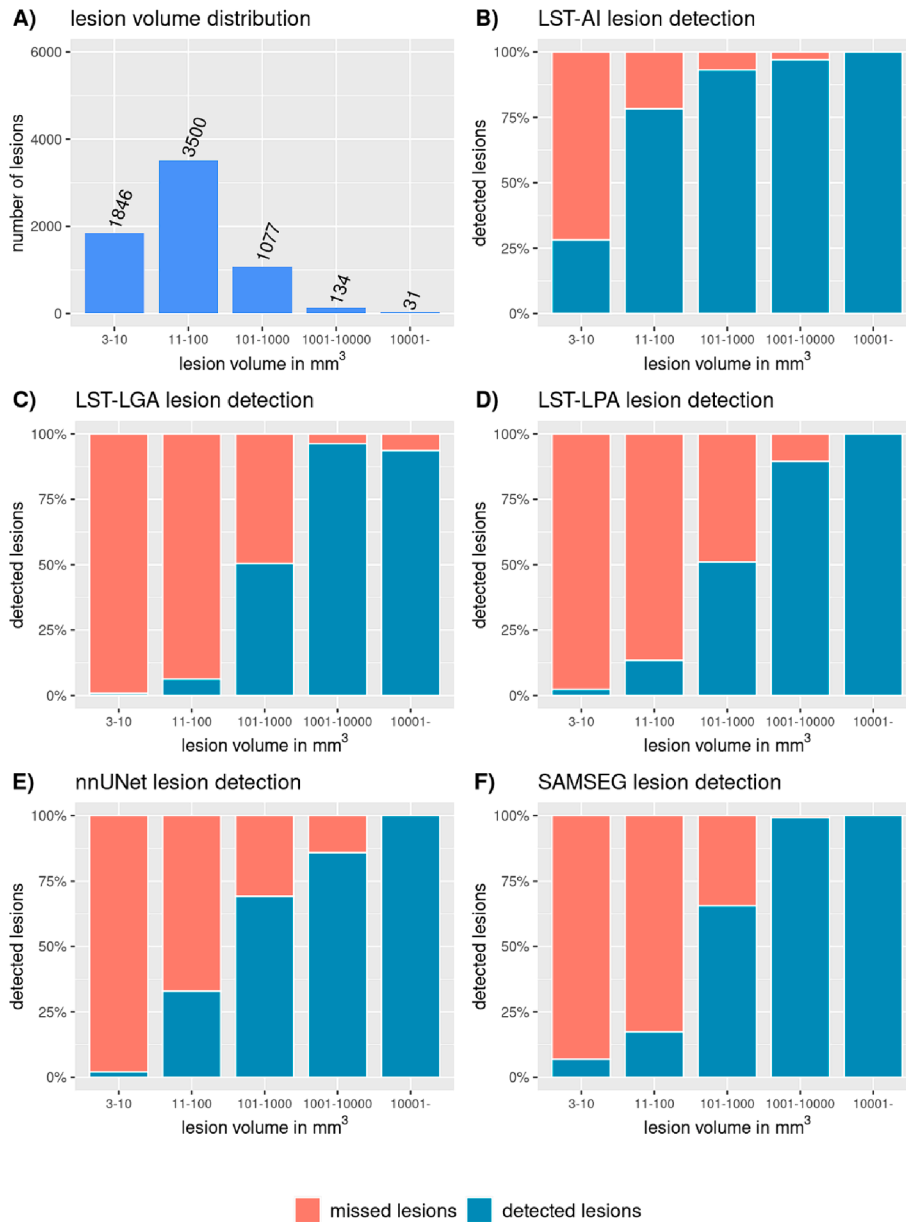 A) lesion volume distribution
6000
4000
2000
0
number of lesions
1846
3500
1077
134
31
3-10 11-100 101-1000 1001-10000 10001-
lesion volume in mm³
B) LST-AI lesion detection
100%
75%
50%
25%
0%
detected lesions
3-10 11-100 101-1000 1001-10000 10001-
lesion volume in mm³
C) LST-LGA lesion detection
100%
75%
50%
25%
0%
detected lesions
3-10 11-100 101-1000 1001-10000 10001-
lesion volume in mm³
D) LST-LPA lesion detection
100%
75%
50%
25%
0%
detected lesions
3-10 11-100 101-1000 1001-10000 10001-
lesion volume in mm³
E) nnUNet lesion detection
100%
75%
50%
25%
0%
detected lesions
3-10 11-100 101-1000 1001-10000 10001-
lesion volume in mm³
F) SAMSEG lesion detection
100%
75%
50%
25%
0%
detected lesions
3-10 11-100 101-1000 1001-10000 10001-
lesion volume in mm³
missed lesions detected lesions